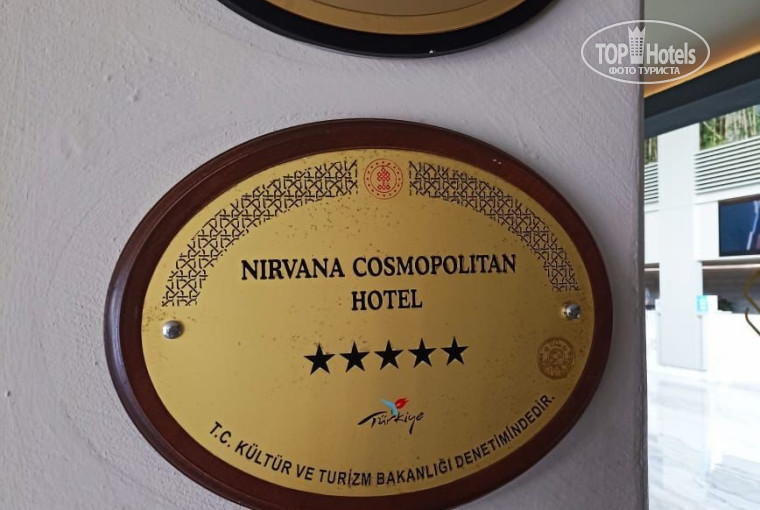 TOP Hotels
ФОТО ТУРИСТА
NIRVANA COSMOPOLITAN
HOTEL
★★★★★
Türkiye
T.C. KÜLTÜR VE TURİZM BAKANLIĞI DENETİMİNDEDİR.